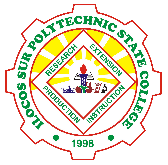 ILOCOS SUR POLYTECHNIC STATE COLLEGE
RESEARCH
EXTENSION
PRODUCTION
INSTRUCTION
1998